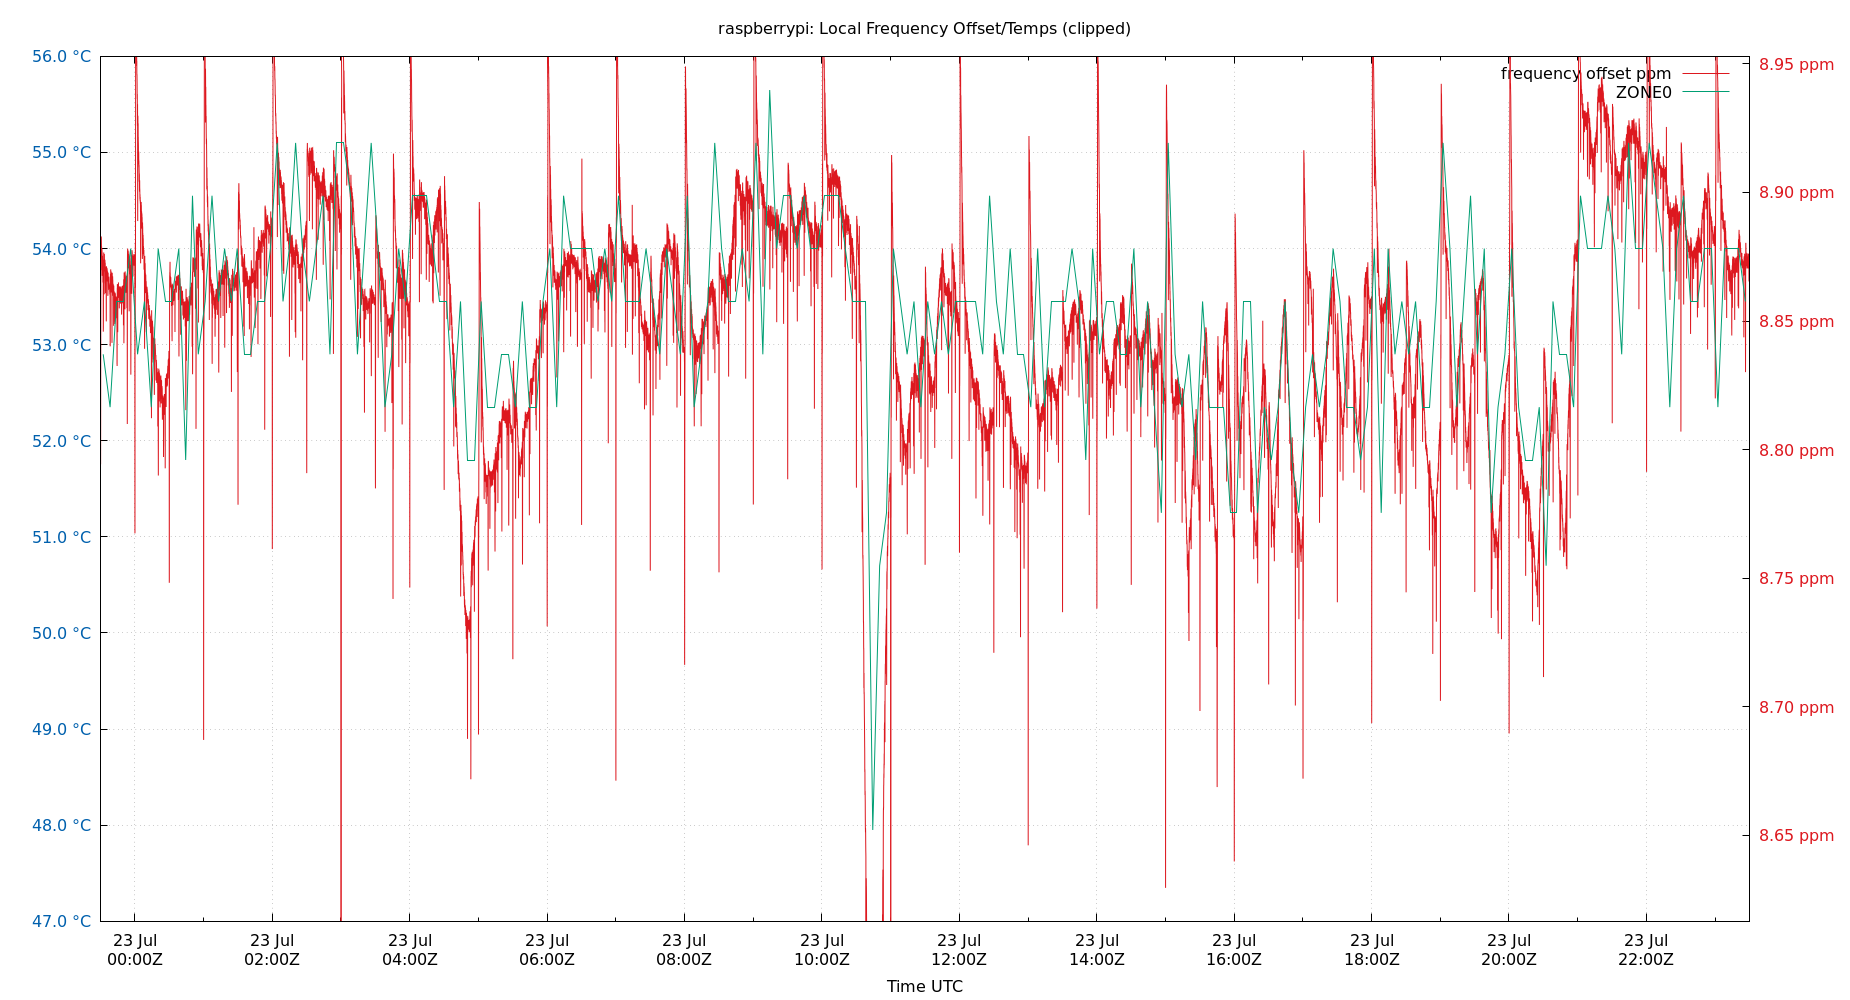 raspberrypi: Local Frequency Offset/Temps (clipped)
frequency offset ppm
ZONE0
56.0 °C
55.0 °C
54.0 °C
53.0 °C
52.0 °C
51.0 °C
50.0 °C
49.0 °C
48.0 °C
47.0 °C
8.95 ppm
8.90 ppm
8.85 ppm
8.80 ppm
8.75 ppm
8.70 ppm
8.65 ppm
23 Jul 23 Jul 23 Jul 23 Jul 23 Jul 23 Jul 23 Jul 23 Jul 23 Jul 23 Jul 23 Jul 23 Jul
00:00Z 02:00Z 04:00Z 06:00Z 08:00Z 10:00Z 12:00Z 14:00Z 16:00Z 18:00Z 20:00Z 22:00Z
Time UTC